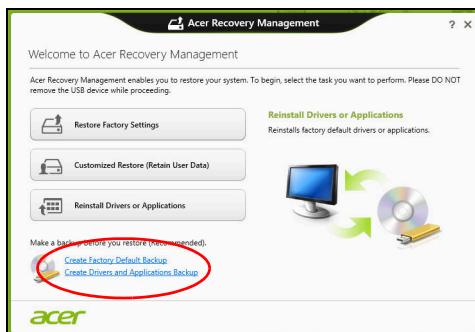 Acer Recovery Management
? ×
Welcome to Acer Recovery Management
Acer Recovery Management enables you to restore your system. To begin, select the task you want to perform. Please DO NOT
remove the USB device while proceeding.
Restore Factory Settings
Customized Restore (Retain User Data)
Reinstall Drivers or Applications
Reinstall Drivers or Applications
Reinstalls factory default drivers or applications.
Make a backup before you restore (Recommended).
Create Factory Default Backup
Create Drivers and Applications Backup
acer